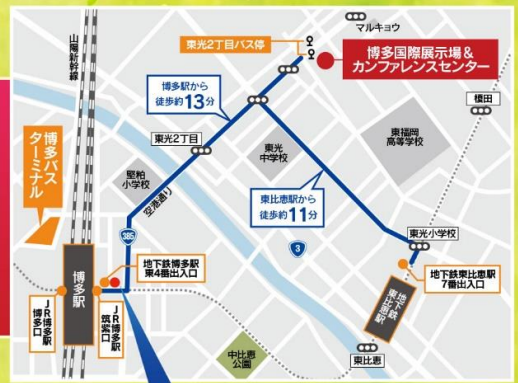 マルキョウ
山陽新幹線
東光2丁目バス停
博多国際展示場&
カンファレンスセンター
博多駅から
徒歩約13分
榎田
博多バス
ターミナル
東光2丁目
東光
中学校
東福岡
高等学校
堅粕
小学校
空港通り
東比恵駅から
徒歩約11分
東光小学校
385
3
地下鉄博多駅
東4番出入口
地下鉄東比恵駅
7番出入口
博多駅
JR博多駅
博多口
JR博多駅
筑紫口
地下鉄
東比恵駅
東比恵
中比恵
公園